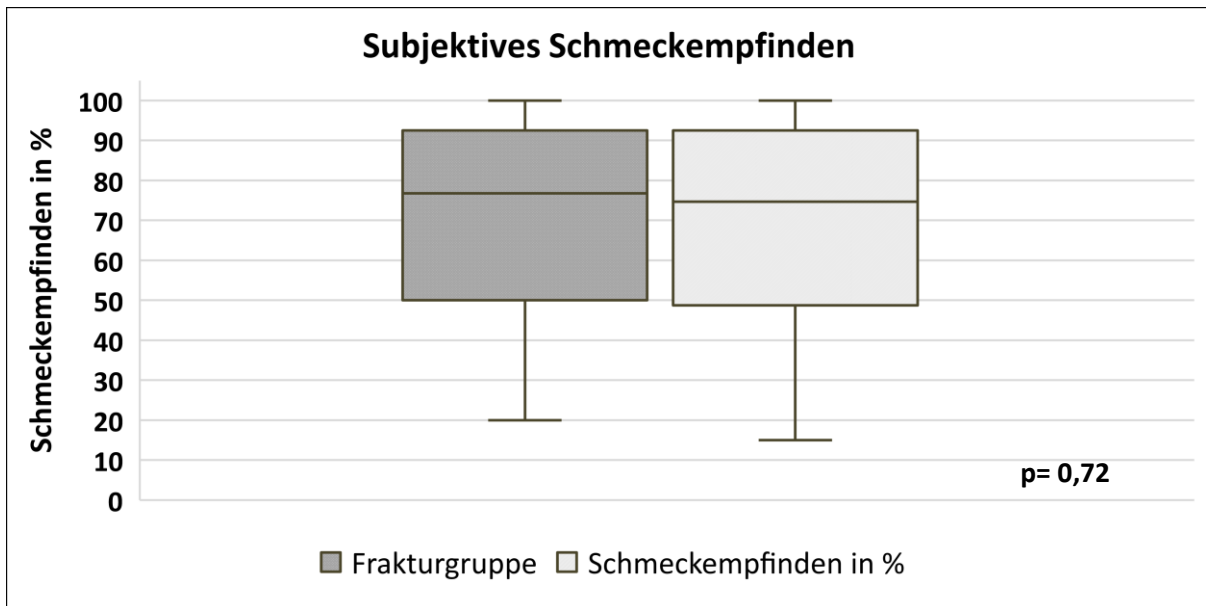 Subjektives Schmeckempfinden
Schmeckempfinden in %
100
90
80
70
60
50
40
30
20
10
0
p= 0,72
Frakturgruppe Schmeckempfinden in %